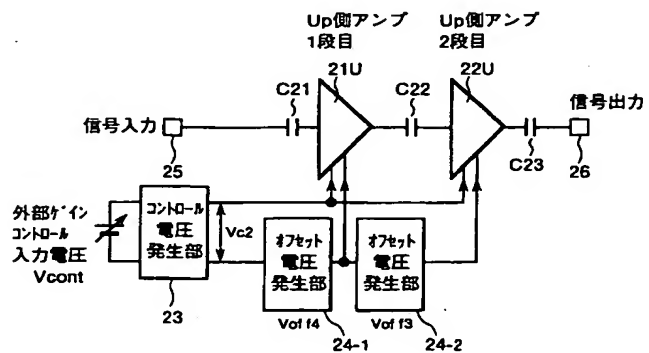 Up側アンプ
1段目
Up側アンプ
2段目
21U
22U
C21
C22
C23
信号入力
25
信号出力
26
外部ゲイン
コントロール
入力電圧
Vcont
コントロール
電圧
発生部
23
Vc2
オフセット
電圧
発生部
オフセット
電圧
発生部
Voff4
24-1
Voff3
24-2